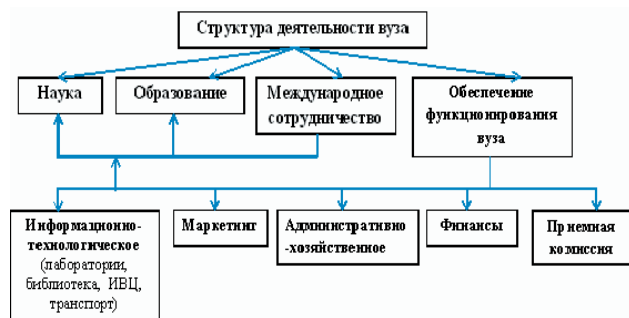 Структура деятельности вуза
Наука
Образование
Международное
сотрудничество
Обеспечение
функционирования
вуза
Информационно-
технологическое
(лаборатории,
библиотека, ИВЦ,
транспорт)
Маркетинг
Административно
-хозяйственное
Финансы
Приемная
комиссия